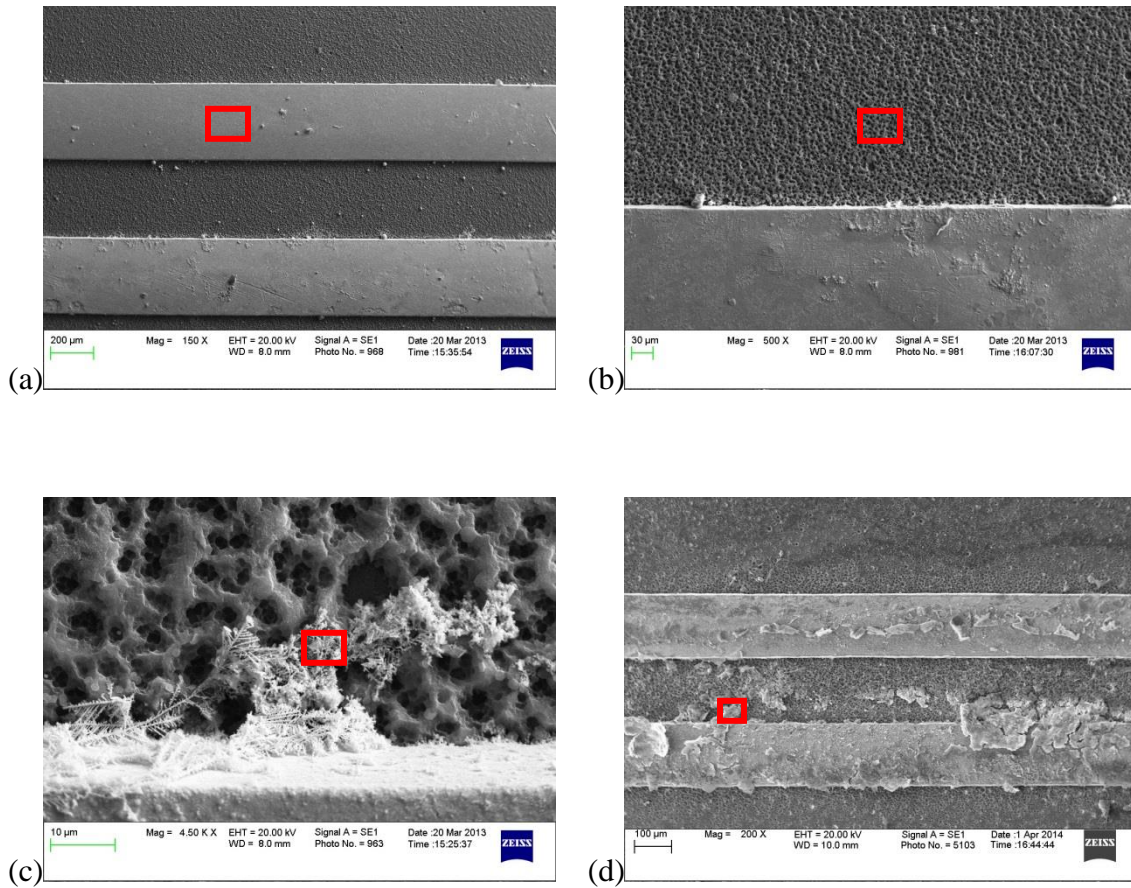 200 µm Mag = 150 X EHT = 20.00 kV Signal A = SE1 Date :20 Mar 2013 ZEISS
WD = 8.0 mm Photo No. = 968 Time :15:35:54
(a)
30 µm Mag = 500 X EHT = 20.00 kV Signal A = SE1 Date :20 Mar 2013 ZEISS
WD = 8.0 mm Photo No. = 981 Time :16:07:30
(b)
10 µm Mag = 4.50 K X EHT = 20.00 kV Signal A = SE1 Date :20 Mar 2013 ZEISS
WD = 8.0 mm Photo No. = 963 Time :15:25:37
(c)
100 µm Mag = 200 X EHT = 20.00 kV Signal A = SE1 Date :1 Apr 2014 ZEISS
WD = 10.0 mm Photo No. = 5103 Time :16:44:44
(d)